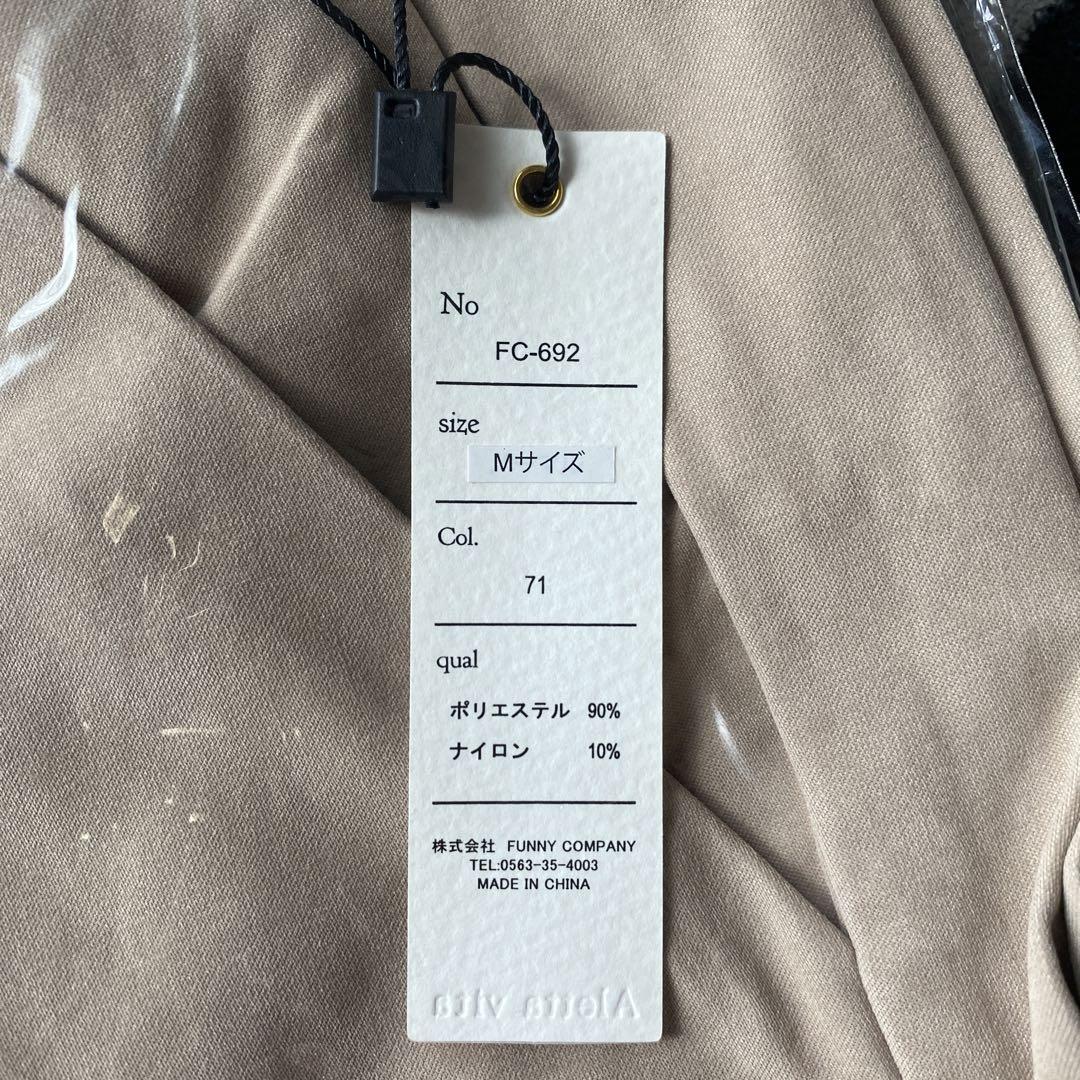 No
FC-692
size
Mサイズ
Col.
71
qual
ポリエステル 90%
ナイロン 10%
株式会社 FUNNY COMPANY
TEL:0563-35-4003
MADE IN CHINA
Aletta vita